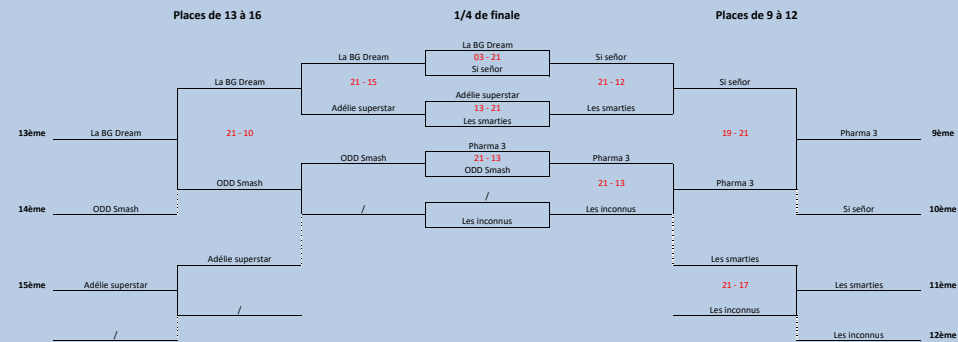 Places de 13 à 16 1/4 de finale Places de 9 à 12
La BG Dream
La BG Dream 03 - 21 Si señor
Si señor
La BG Dream 21 - 15 21 - 12 Si señor
Adélie superstar
Adélie superstar 13 - 21 Les smarties
Les smarties
13ème La BG Dream 21 - 10 19 - 21 Pharma 3 9ème
Pharma 3
ODD Smash 21 - 13 Pharma 3
ODD Smash
ODD Smash 21 - 13 Pharma 3
/
14ème ODD Smash / Les inconnus Si señor 10ème
Les inconnus
Adélie superstar Les smarties
15ème Adélie superstar 21 - 17 Les smarties 11ème
/ Les inconnus
/ Les inconnus 12ème